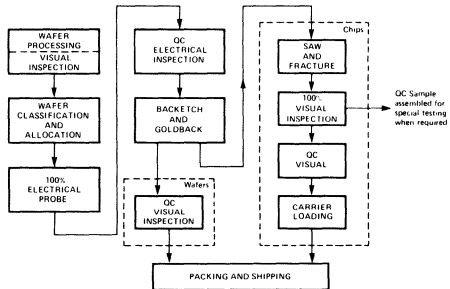 WAFER
PROCESSING
VISUAL
INSPECTION
WAFER
CLASSIFICATION
AND
ALLOCATION
100%
ELECTRICAL
PROBE
QC
ELECTRICAL
INSPECTION
BACKETCH
AND
GOLDBACK
Wafers
QC
VISUAL
INSPECTION
Chips
SAW
AND
FRACTURE
100%
VISUAL
INSPECTION
QC
VISUAL
CARRIER
LOADING
QC Sample
assembled for
special testing
when required
PACKING AND SHIPPING